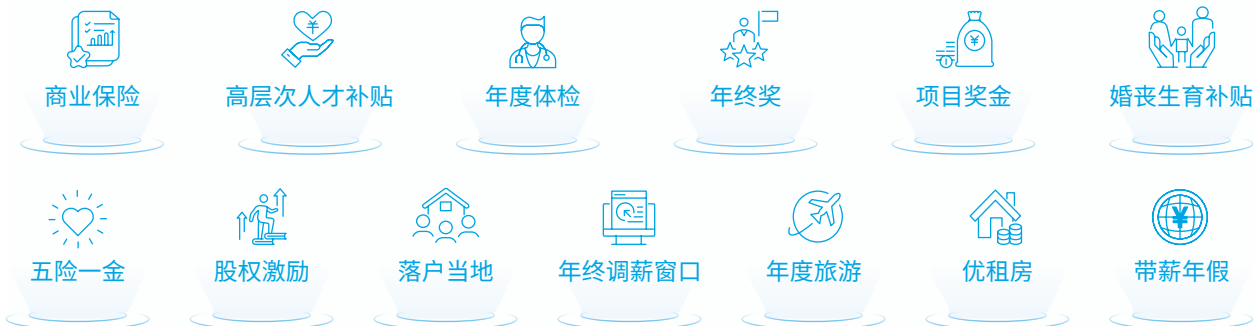 商业保险
高层次人才补贴
年度体检
年终奖
项目奖金
婚丧生育补贴
五险一金
股权激励
落户当地
年终调薪窗口
年度旅游
优租房
带薪年假